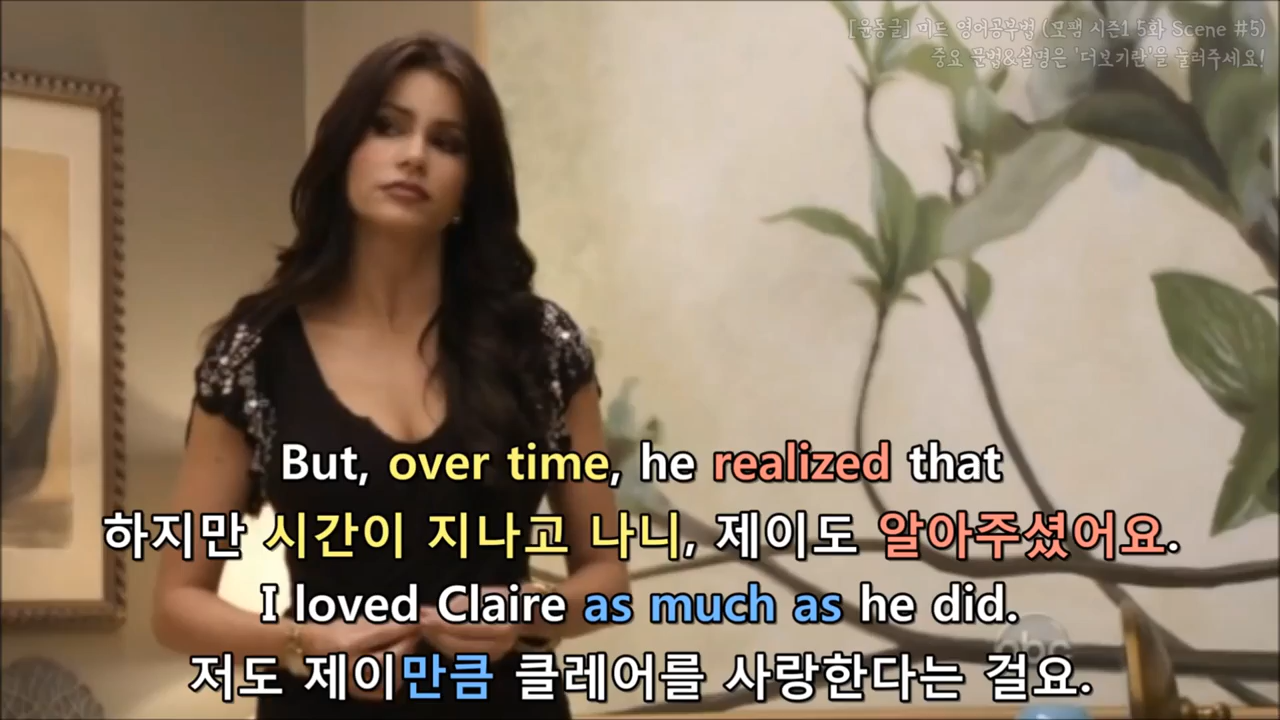 [윤동글] 미드 영어공부법 (모팸 시즌1 5화 Scene #5)
중요 문법&설명은 '더보기란'을 눌러주세요!
But, over time, he realized that
하지만 시간이 지나고 나니, 제이도 알아주셨어요.
I loved Claire as much as he did.
저도 제이만큼 클레어를 사랑한다는 걸요.
abc